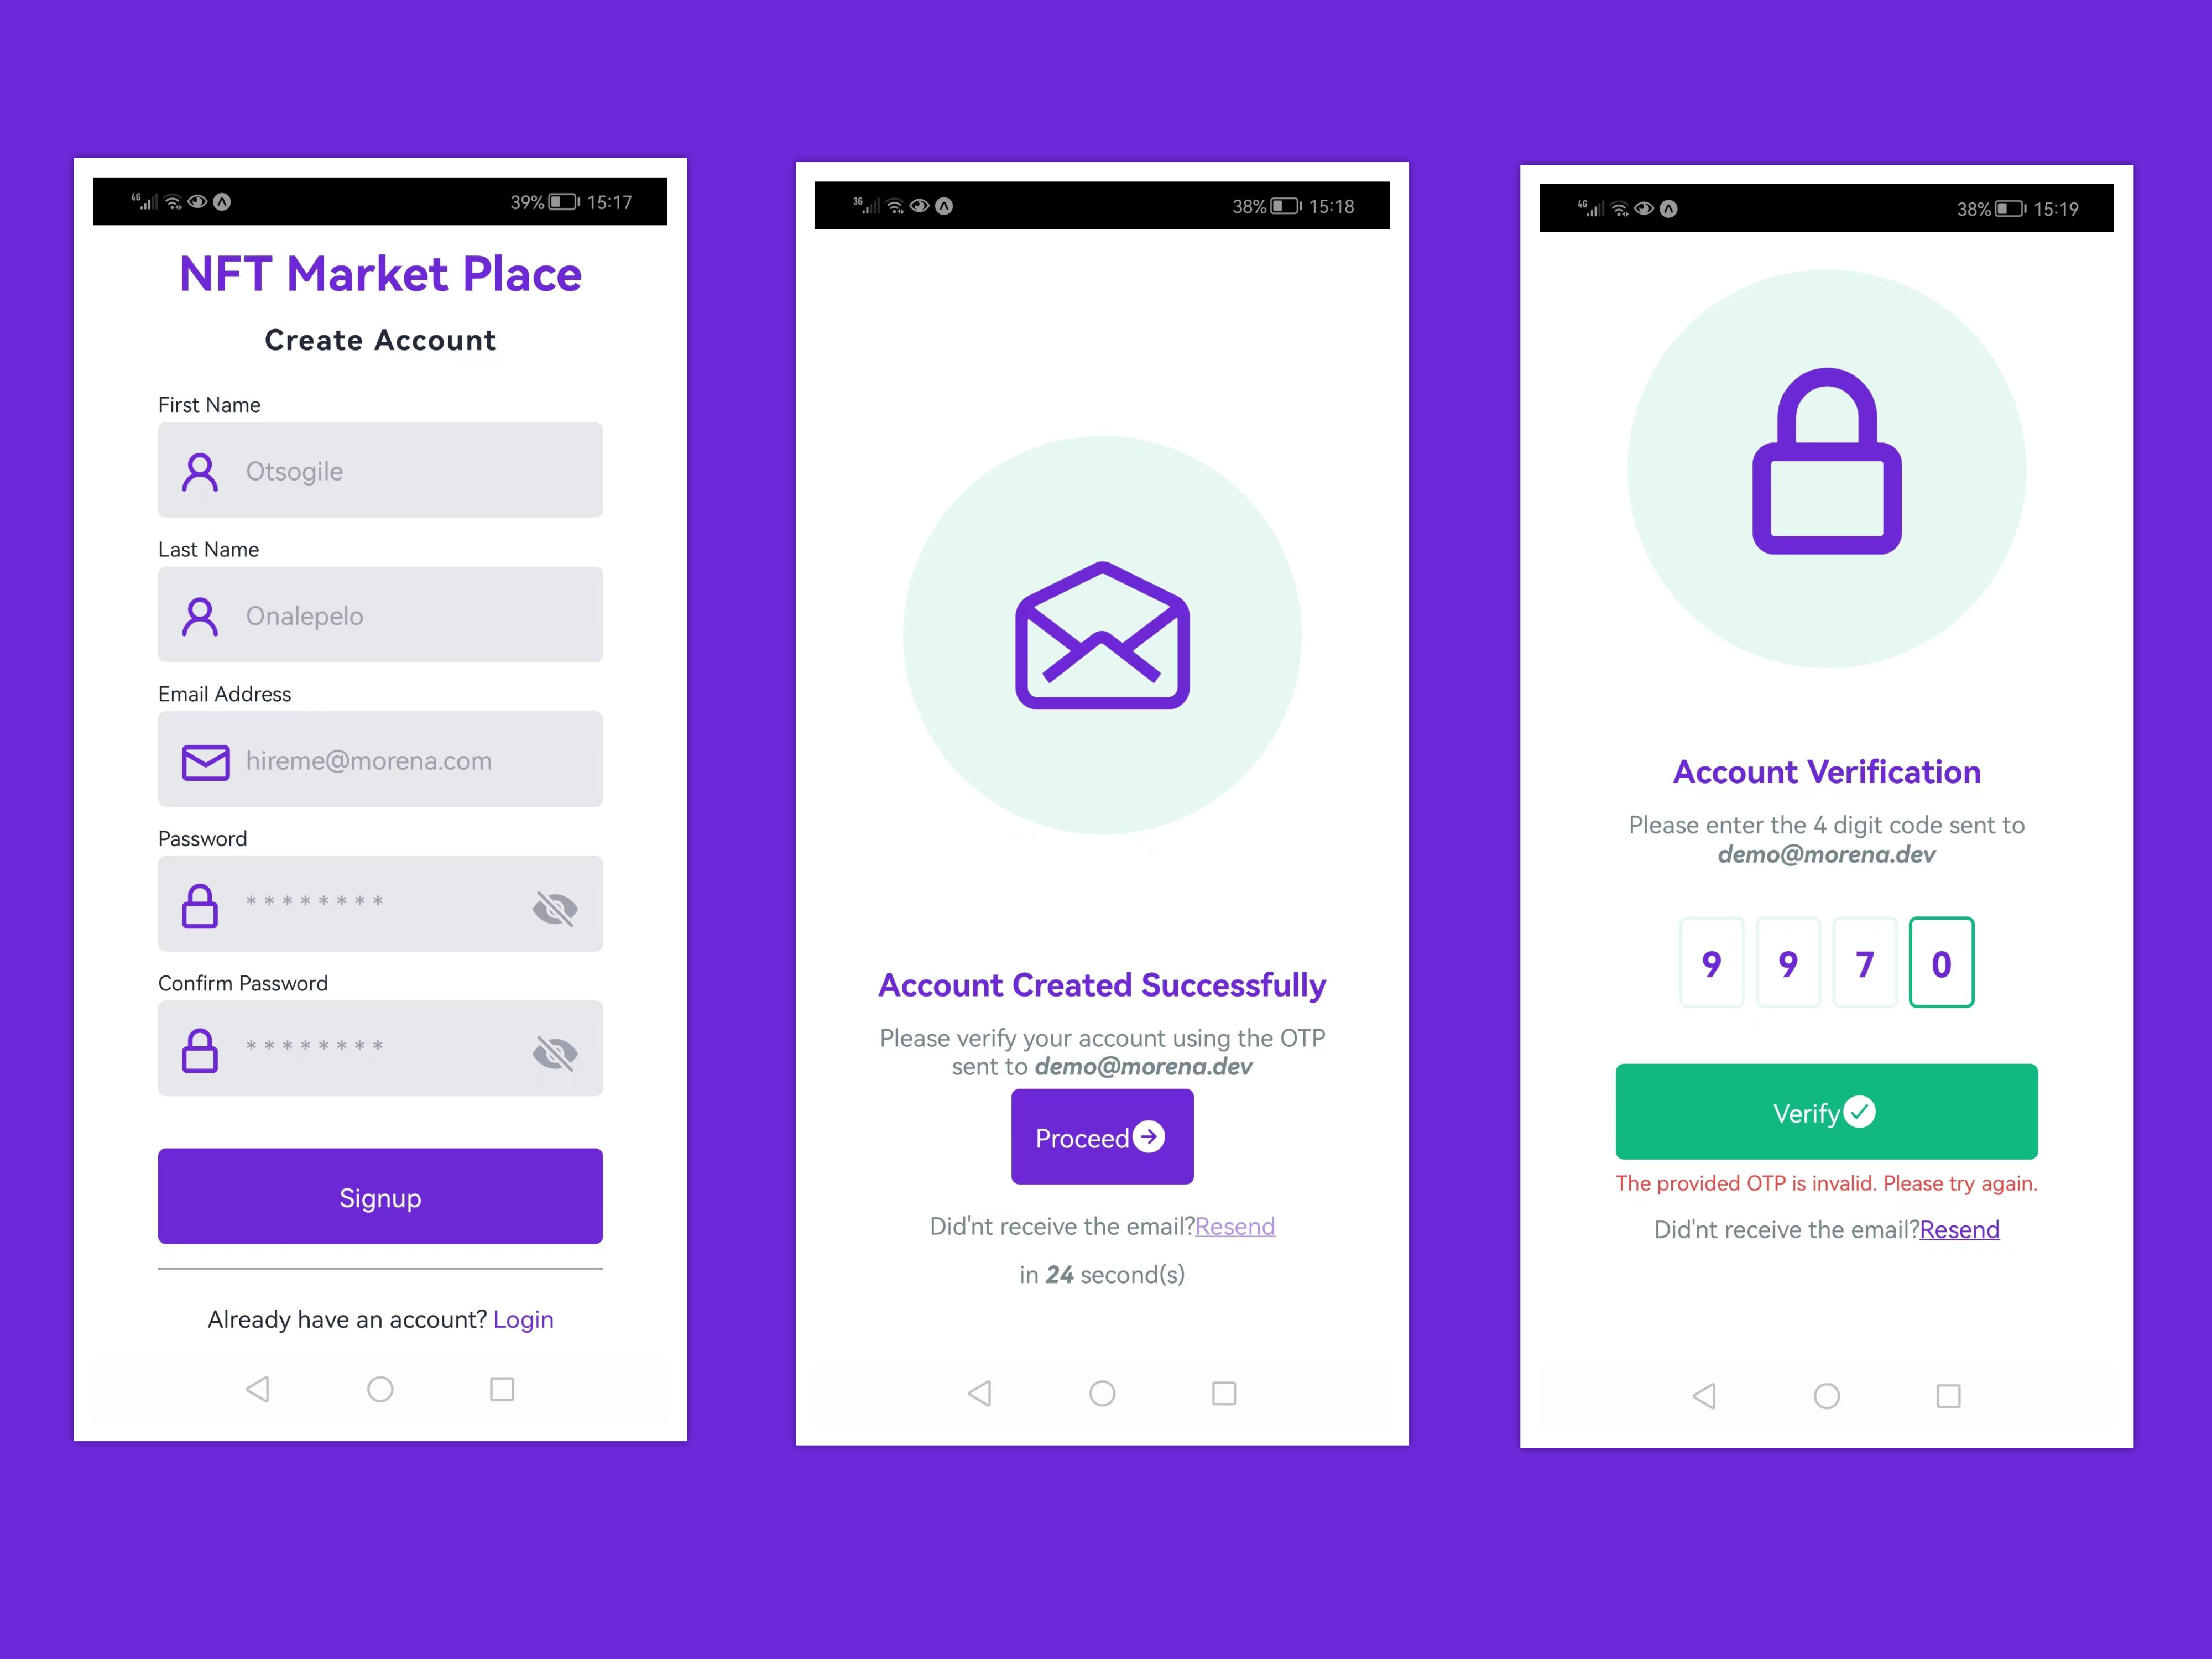 4G 39% 15:17
NFT Market Place
Create Account
First Name
Otsogile
Last Name
Onalepelo
Email Address
hireme@morena.com
Password
* * * * * * * *
Confirm Password
* * * * * * * *
Signup
Already have an account? Login
3G 38% 15:18
Account Created Successfully
Please verify your account using the OTP
sent to demo@morena.dev
Proceed
Did'nt receive the email?Resend
in 24 second(s)
4G 38% 15:19
Account Verification
Please enter the 4 digit code sent to
demo@morena.dev
9 9 7 0
Verify
The provided OTP is invalid. Please try again.
Did'nt receive the email?Resend